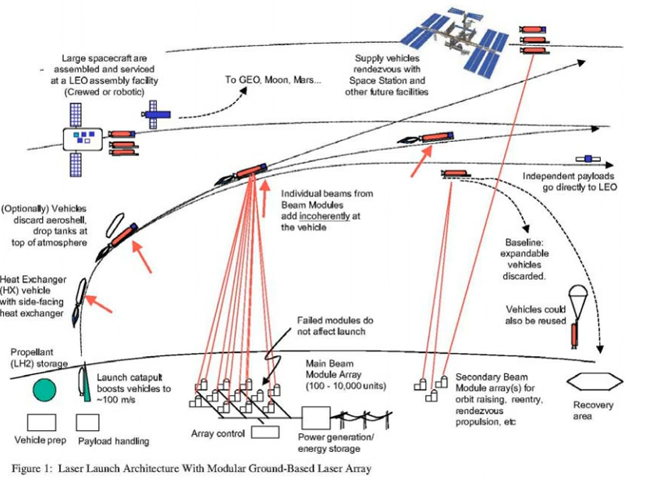 Large spacecraft are
assembled and serviced
at a LEO assembly facility
(Crewed or robotic)
To GEO, Moon, Mars...
Supply vehicles
rendezvous with
Space Station and
other future facilities
Independent payloads
go directly to LEO
Individual beams from
Beam Modules
add incoherently at
the vehicle
(Optionally) Vehicles
discard aeroshell,
drop tanks at
top of atmosphere
Baseline:
expandable
vehicles
discarded.
Heat Exchanger
(HX) vehicle
with side-facing
heat exchanger
Vehicles could
also be reused
Failed modules do
not affect launch
Propellant
(LH2) storage
Launch catapult
boosts vehicles to
~100 m/s
Main Beam
Module Array
(100 - 10,000 units)
Secondary Beam
Module array(s) for
orbit raising, reentry,
rendezvous
propulsion, etc
Recovery
area
Vehicle prep
Payload handling
Array control
Power generation/
energy storage
Figure 1: Laser Launch Architecture With Modular Ground-Based Laser Array